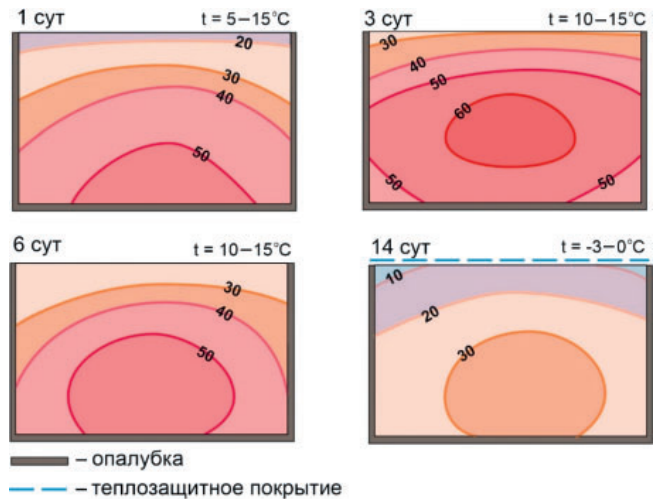 1 сут t = 5–15°C
20
30
40
50
3 сут t = 10–15°C
30
40
50
60
50 50
6 сут t = 10–15°C
30
40
50
14 сут t = -3–0°C
10
20
30
– опалубка
– теплозащитное покрытие